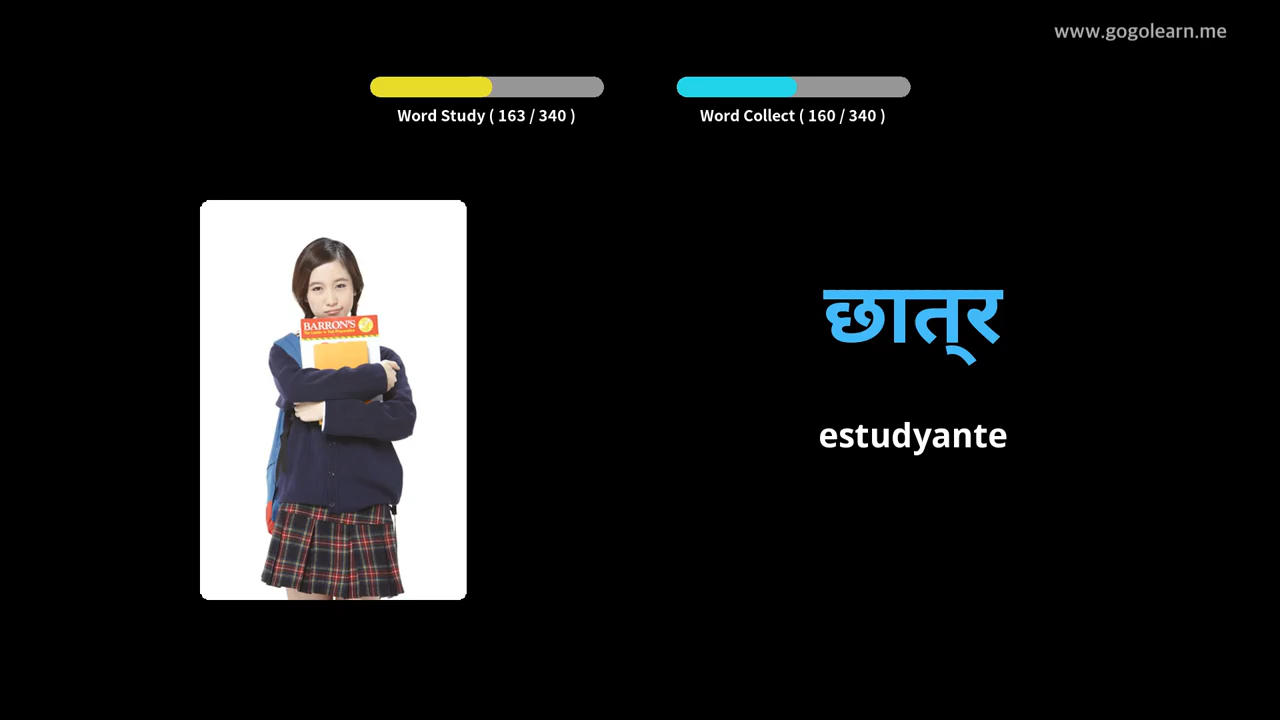 www.gogolearn.me
Word Study ( 163 / 340 )
Word Collect ( 160 / 340 )
BARRON'S
छात्र
estudyante